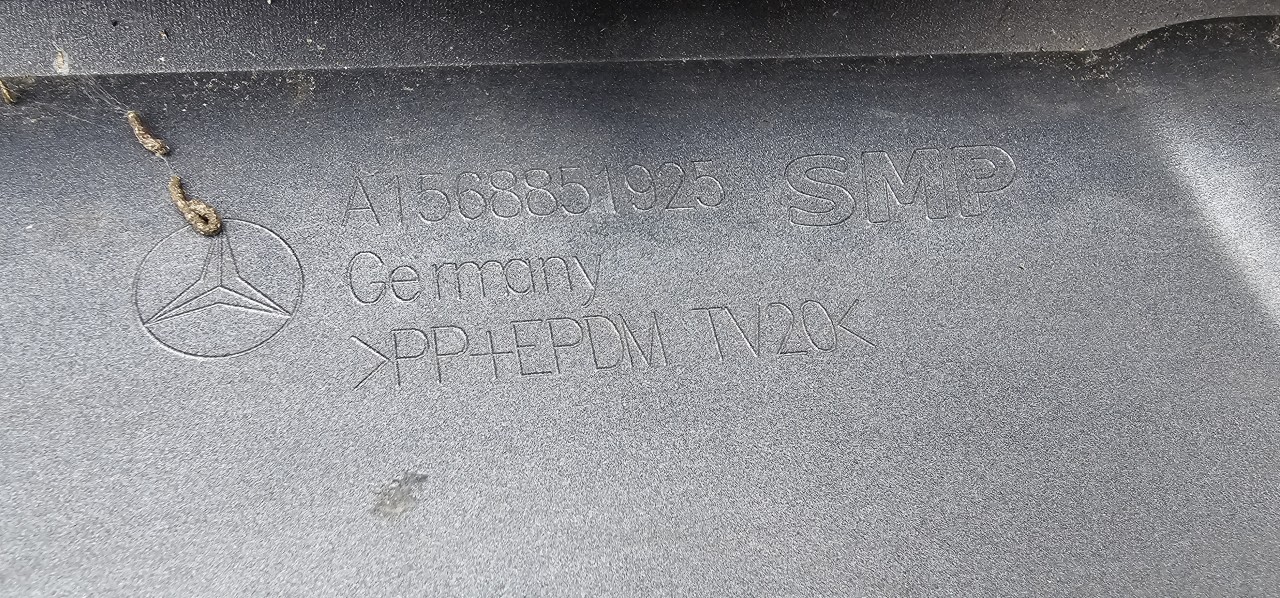 A1568851925 SMP
Germany
>PP+EPDM TV20<